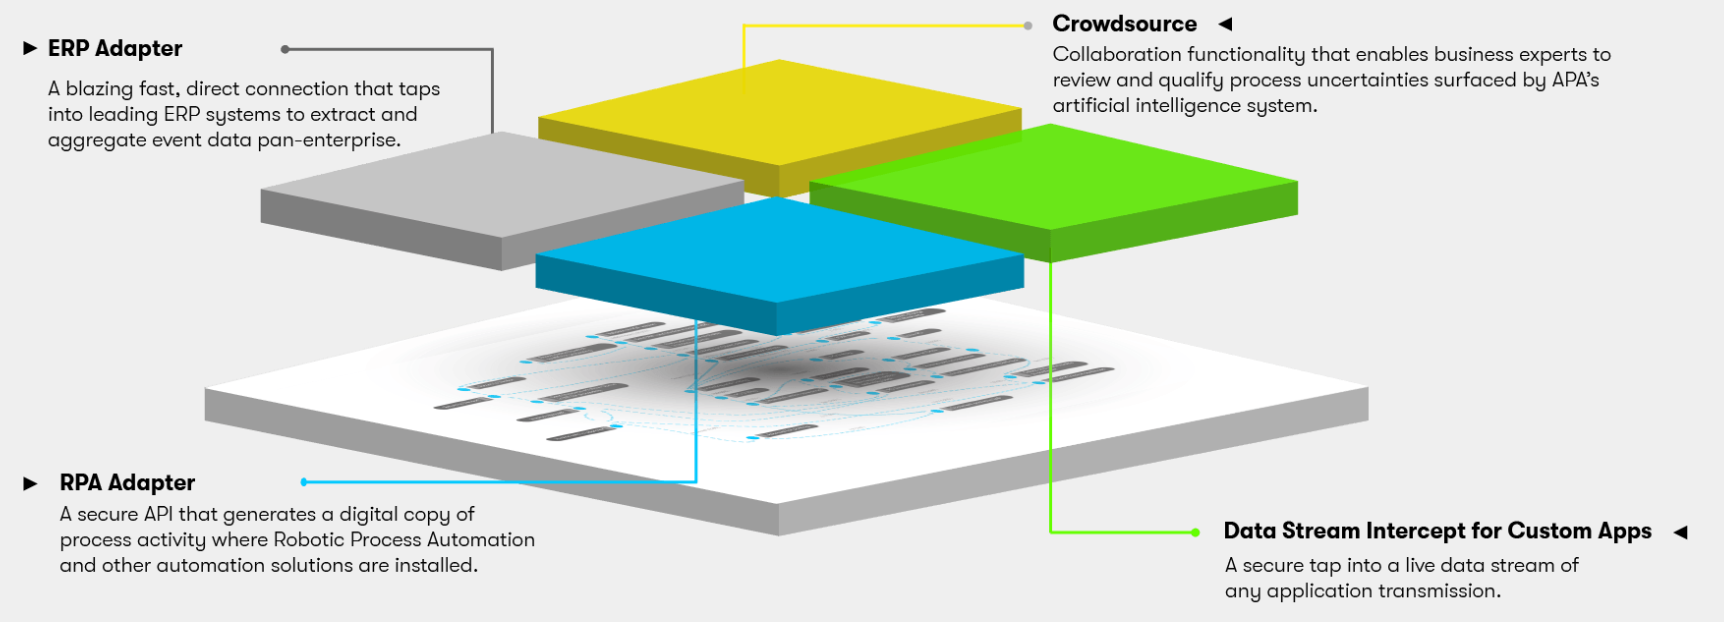 ERP Adapter
A blazing fast, direct connection that taps
into leading ERP systems to extract and
aggregate event data pan-enterprise.
Crowdsource
Collaboration functionality that enables business experts to
review and qualify process uncertainties surfaced by APA's
artificial intelligence system.
RPA Adapter
A secure API that generates a digital copy of
process activity where Robotic Process Automation
and other automation solutions are installed.
Data Stream Intercept for Custom Apps
A secure tap into a live data stream of
any application transmission.